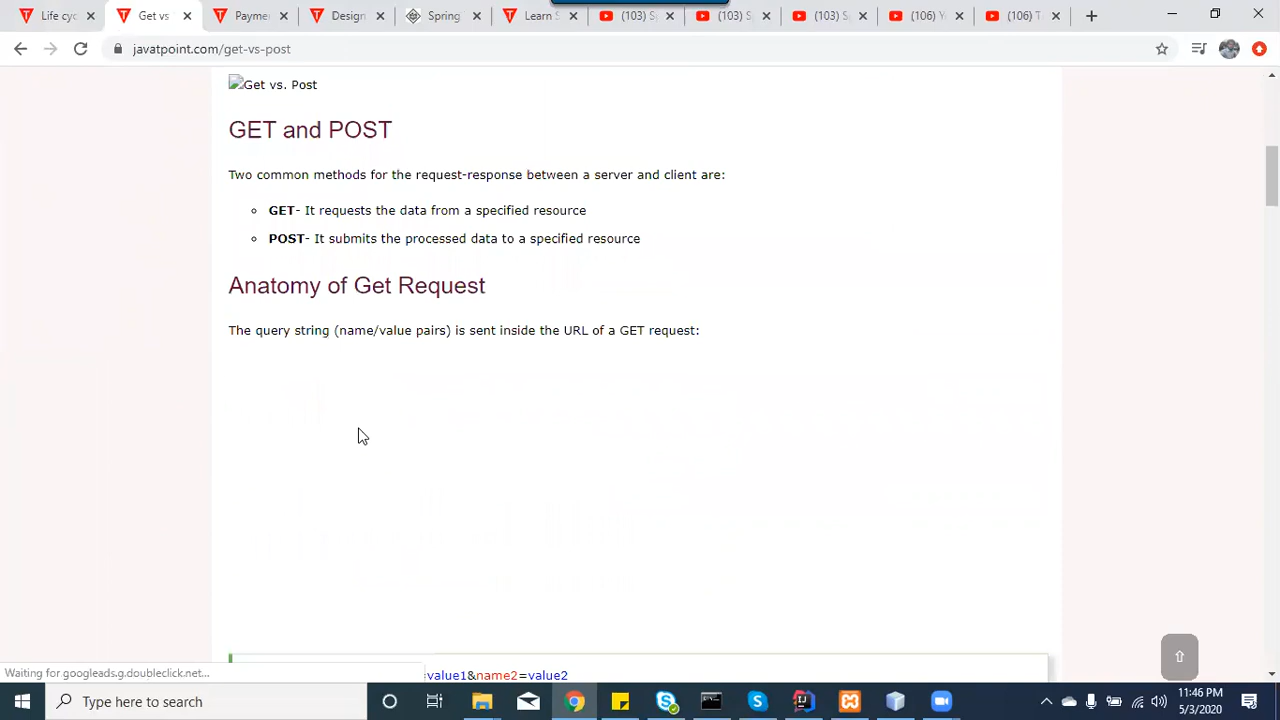 Life cyc
Get vs
Paymen
Design
Spring
Learn S
(103) S
(103) S
(103) S
(106) Y
(106) T
javatpoint.com/get-vs-post
Get vs. Post
GET and POST
Two common methods for the request-response between a server and client are:
GET- It requests the data from a specified resource
POST- It submits the processed data to a specified resource
Anatomy of Get Request
The query string (name/value pairs) is sent inside the URL of a GET request:
=value1&name2=value2
Waiting for googleads.g.doubleclick.net...
Type here to search
11:46 PM
5/3/2020